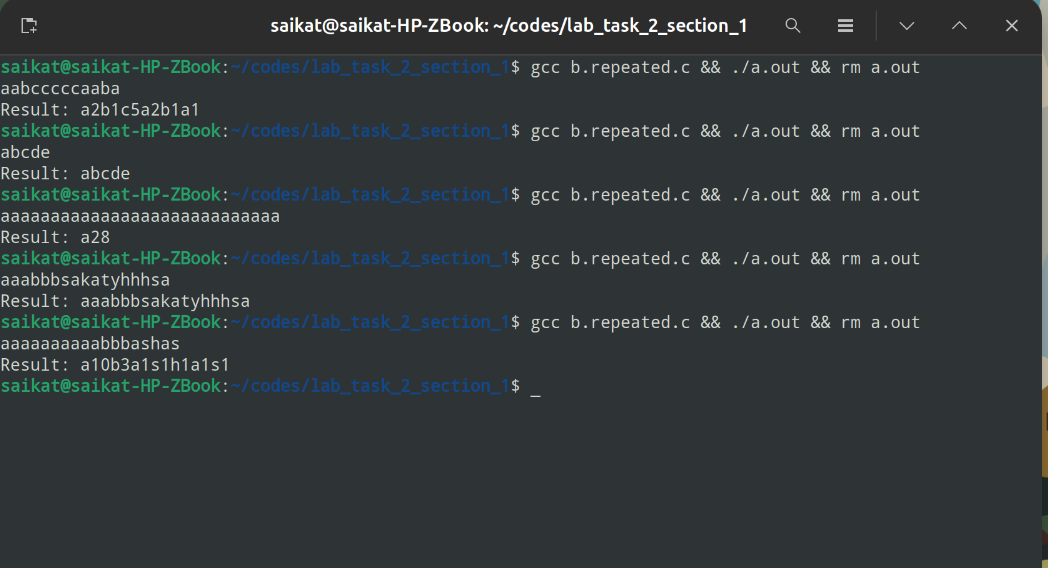 saikat@saikat-HP-ZBook: ~/codes/lab_task_2_section_1
saikat@saikat-HP-ZBook:~/codes/lab_task_2_section_1$ gcc b.repeated.c && ./a.out && rm a.out
aabcccccaaba
Result: a2b1c5a2b1a1
saikat@saikat-HP-ZBook:~/codes/lab_task_2_section_1$ gcc b.repeated.c && ./a.out && rm a.out
abcde
Result: abcde
saikat@saikat-HP-ZBook:~/codes/lab_task_2_section_1$ gcc b.repeated.c && ./a.out && rm a.out
aaaaaaaaaaaaaaaaaaaaaaaaaaaa
Result: a28
saikat@saikat-HP-ZBook:~/codes/lab_task_2_section_1$ gcc b.repeated.c && ./a.out && rm a.out
aaabbbsakatyhhhsa
Result: aaabbbsakatyhhhsa
saikat@saikat-HP-ZBook:~/codes/lab_task_2_section_1$ gcc b.repeated.c && ./a.out && rm a.out
aaaaaaaaaabbbashas
Result: a10b3a1s1h1a1s1
saikat@saikat-HP-ZBook:~/codes/lab_task_2_section_1$ _